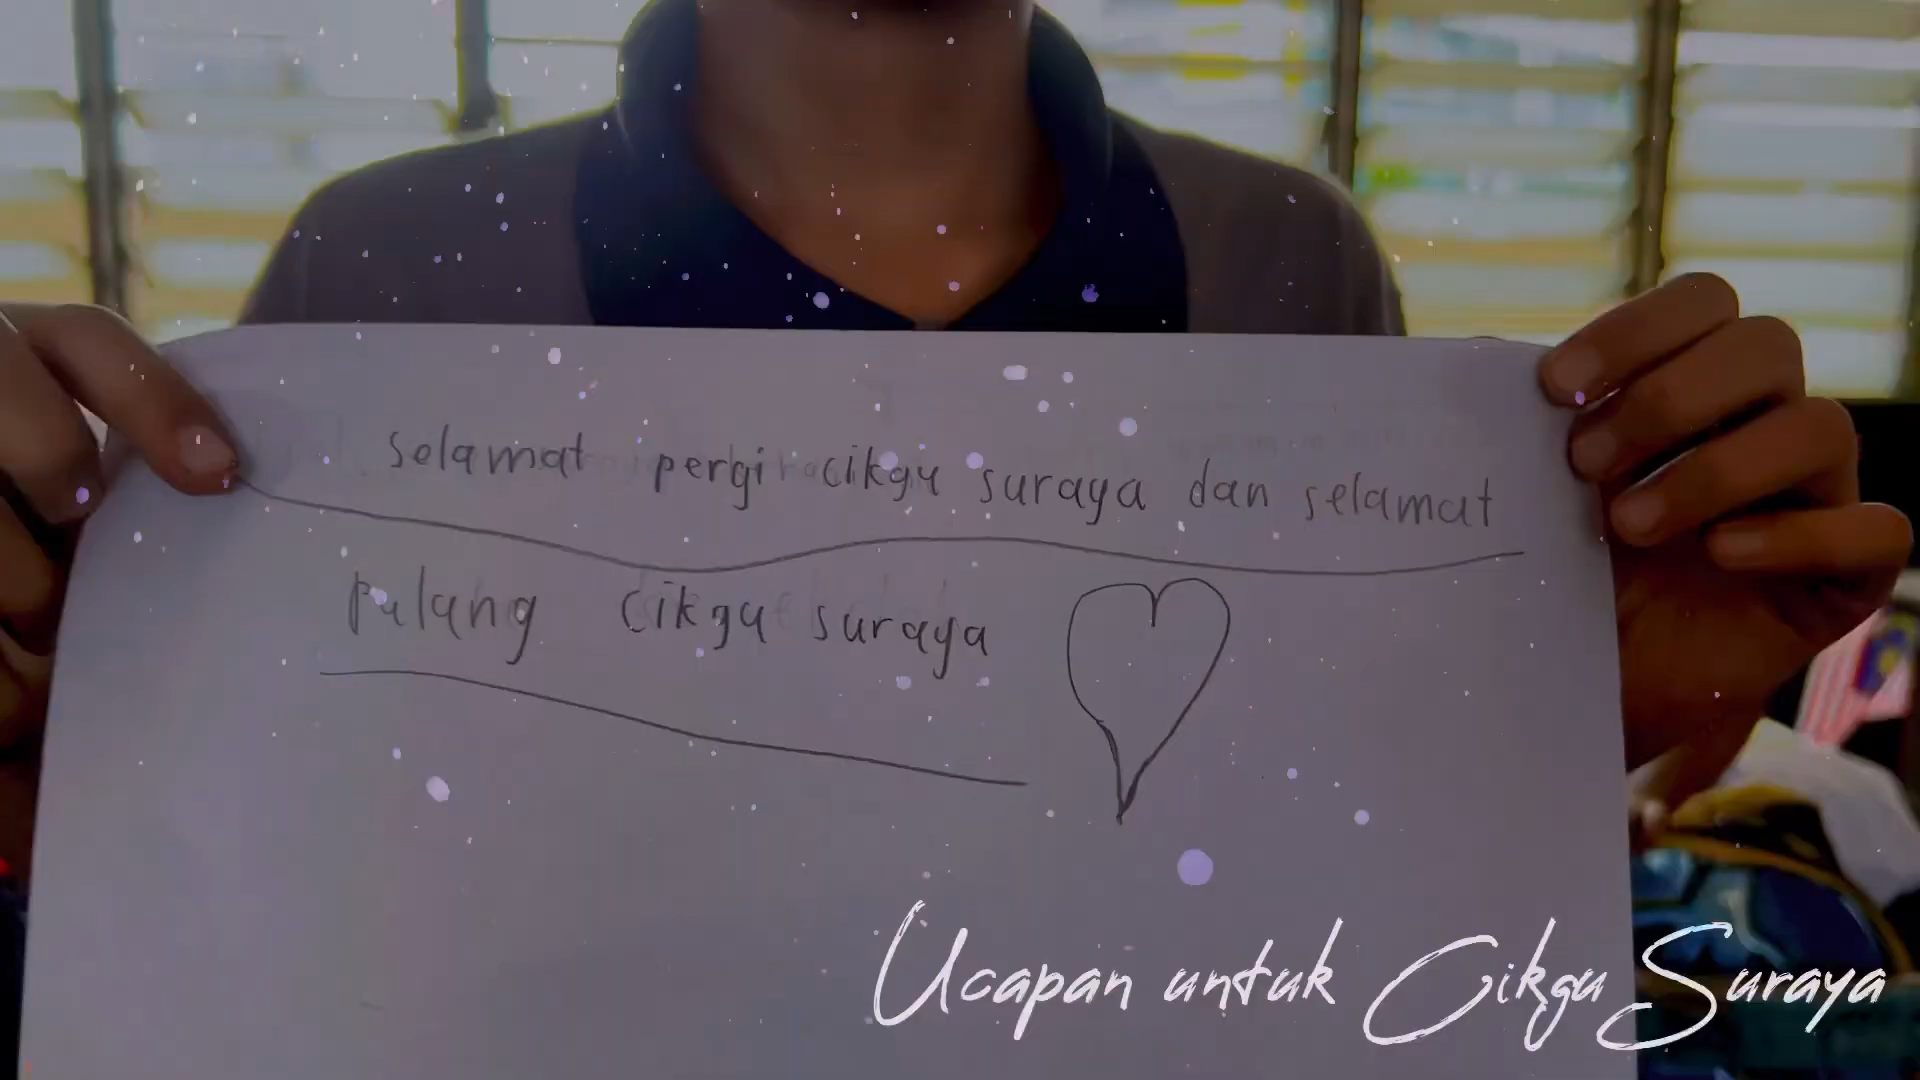 selamat pergi cikgu suraya dan selamat
pulang cikgu suraya
Ucapan untuk Cikgu Suraya